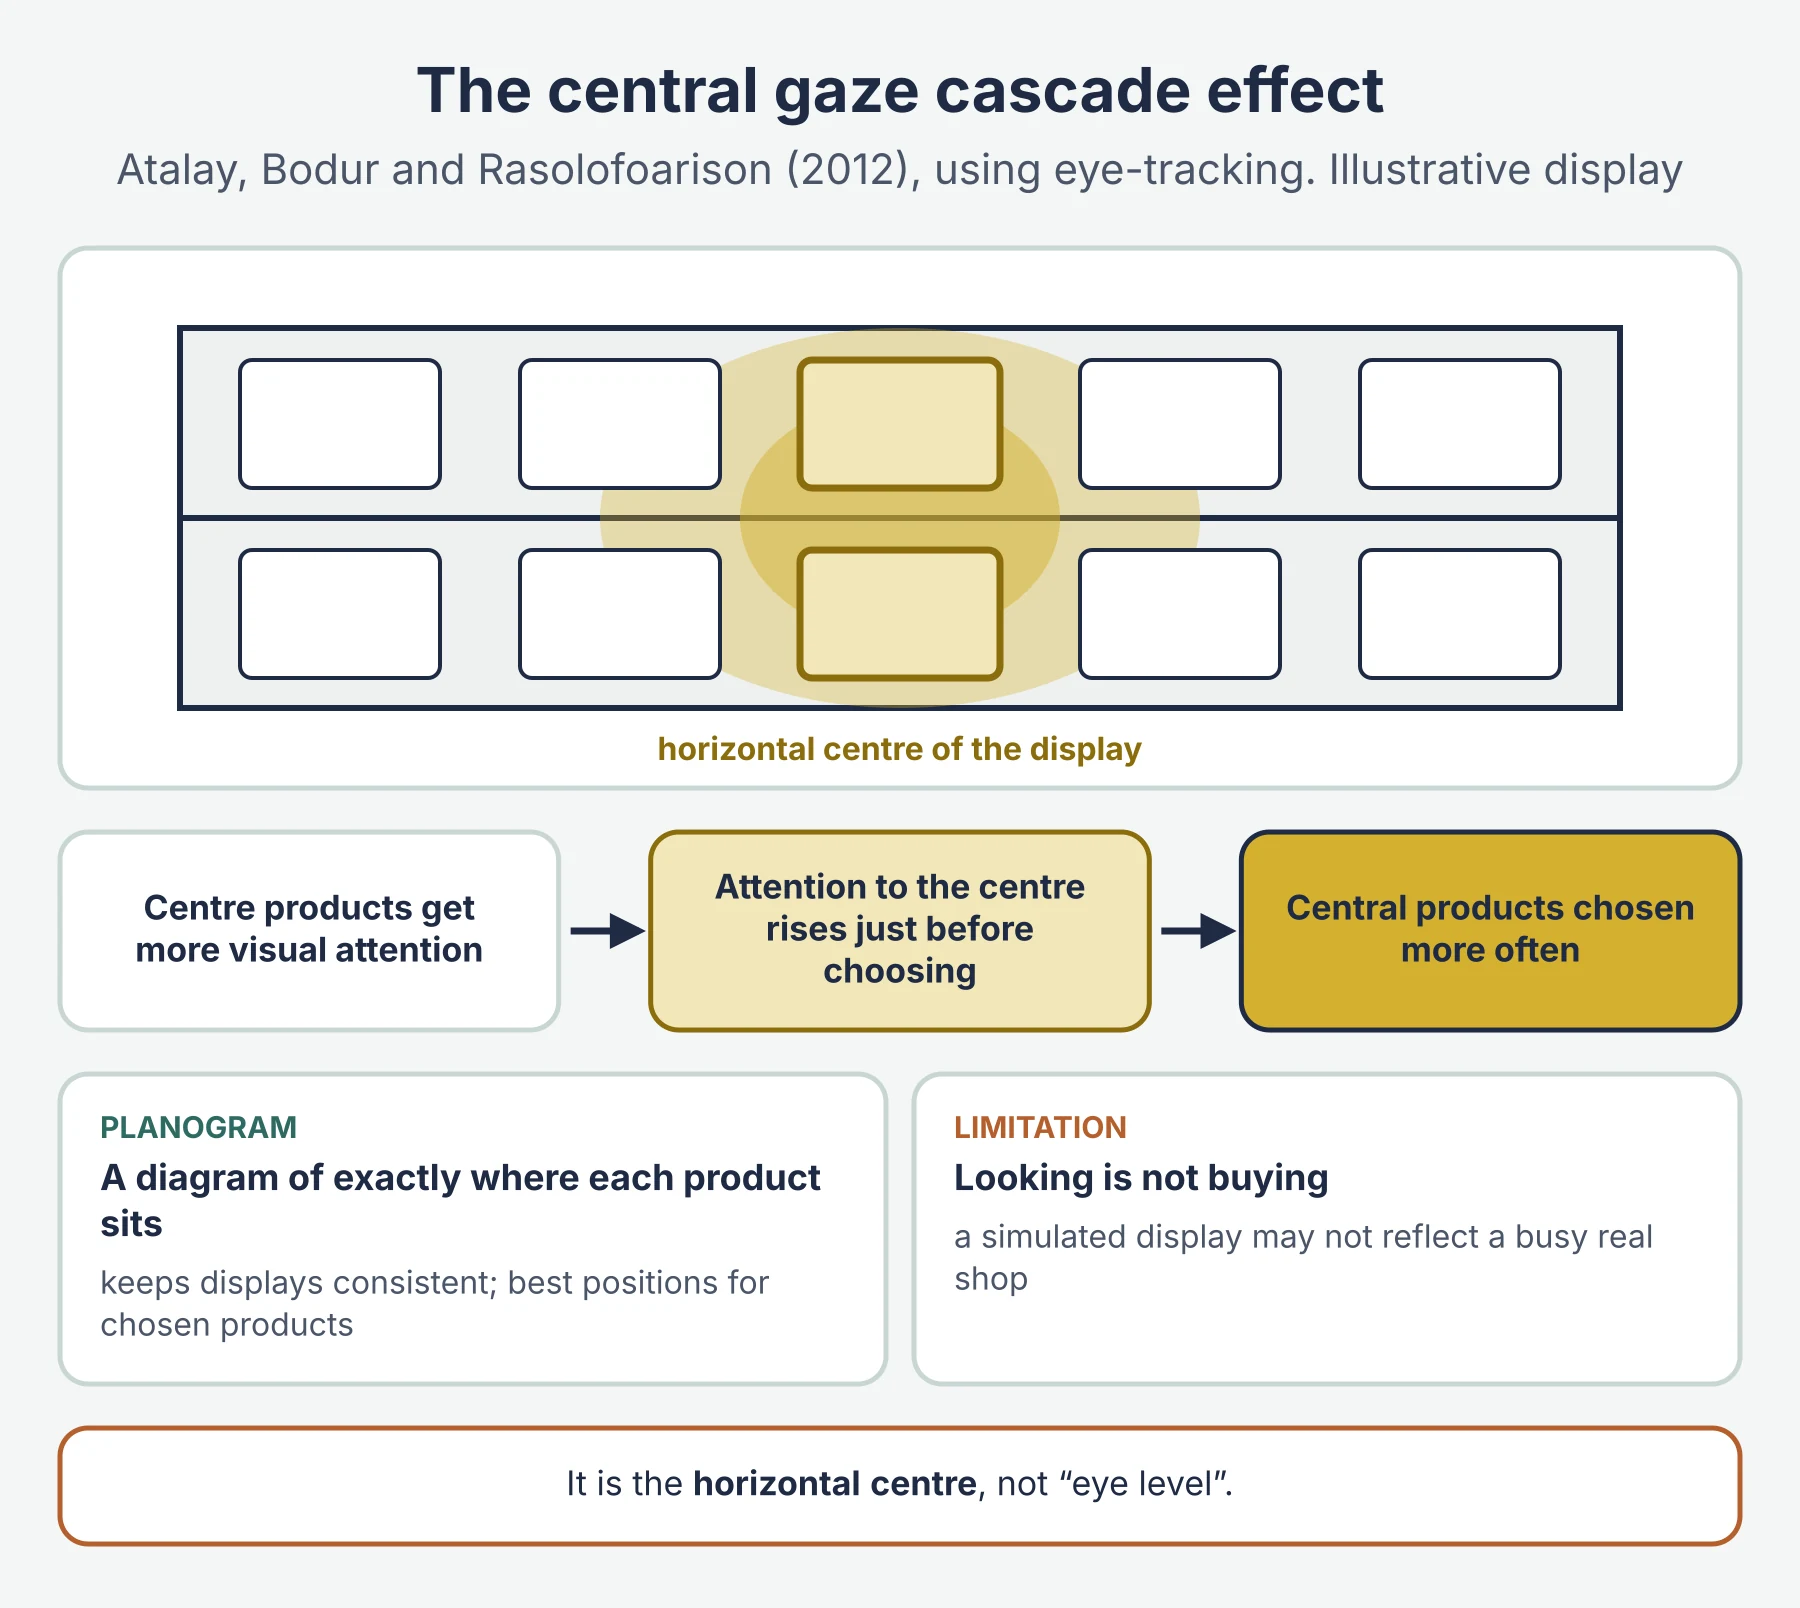 The central gaze cascade effect
Atalay, Bodur and Rasolofoarison (2012), using eye-tracking. Illustrative display
horizontal centre of the display
Centre products get
more visual attention
Attention to the centre
rises just before
choosing
Central products chosen
more often
PLANOGRAM
A diagram of exactly where each product
sits
keeps displays consistent; best positions for
chosen products
LIMITATION
Looking is not buying
a simulated display may not reflect a busy real
shop
It is the horizontal centre, not “eye level”.